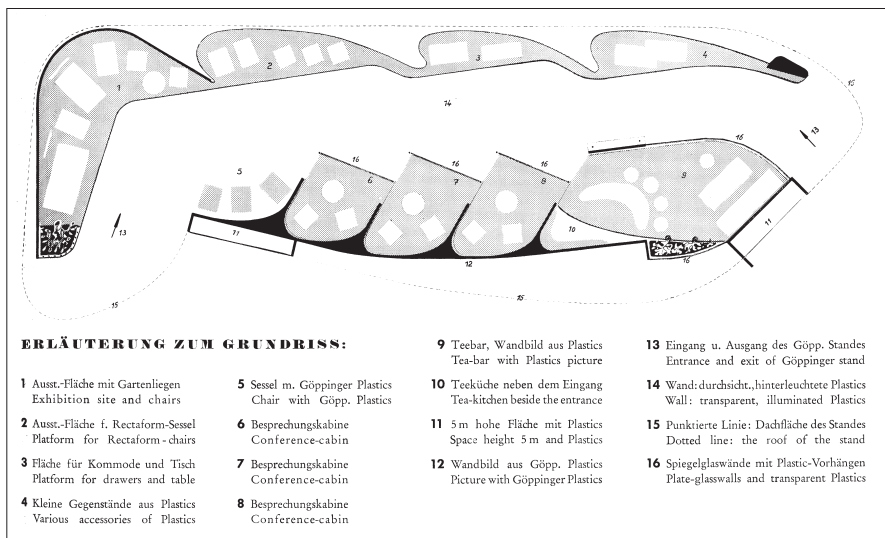 1
2
3
4
15
14
13
16
5
16
16
16
6
7
8
9
11
10
13
11
12
16
15
15
ERLÄUTERUNG ZUM GRUNDRISS:
1 Ausst.-Fläche mit Gartenliegen
Exhibition site and chairs
2 Ausst.-Fläche f. Rectaform-Sessel
Platform for Rectaform-chairs
3 Fläche für Kommode und Tisch
Platform for drawers and table
4 Kleine Gegenstände aus Plastics
Various accessories of Plastics
5 Sessel m. Göppinger Plastics
Chair with Göpp. Plastics
6 Besprechungskabine
Conference-cabin
7 Besprechungskabine
Conference-cabin
8 Besprechungskabine
Conference-cabin
9 Teebar, Wandbild aus Plastics
Tea-bar with Plastics picture
10 Teeküche neben dem Eingang
Tea-kitchen beside the entrance
11 5 m hohe Fläche mit Plastics
Space height 5 m and Plastics
12 Wandbild aus Göpp. Plastics
Picture with Göppinger Plastics
13 Eingang u. Ausgang des Göpp. Standes
Entrance and exit of Göppinger stand
14 Wand: durchsicht., hinterleuchtete Plastics
Wall: transparent, illuminated Plastics
15 Punktierte Linie: Dachfläche des Standes
Dotted line: the roof of the stand
16 Spiegelglaswände mit Plastic-Vorhängen
Plate-glasswalls and transparent Plastics